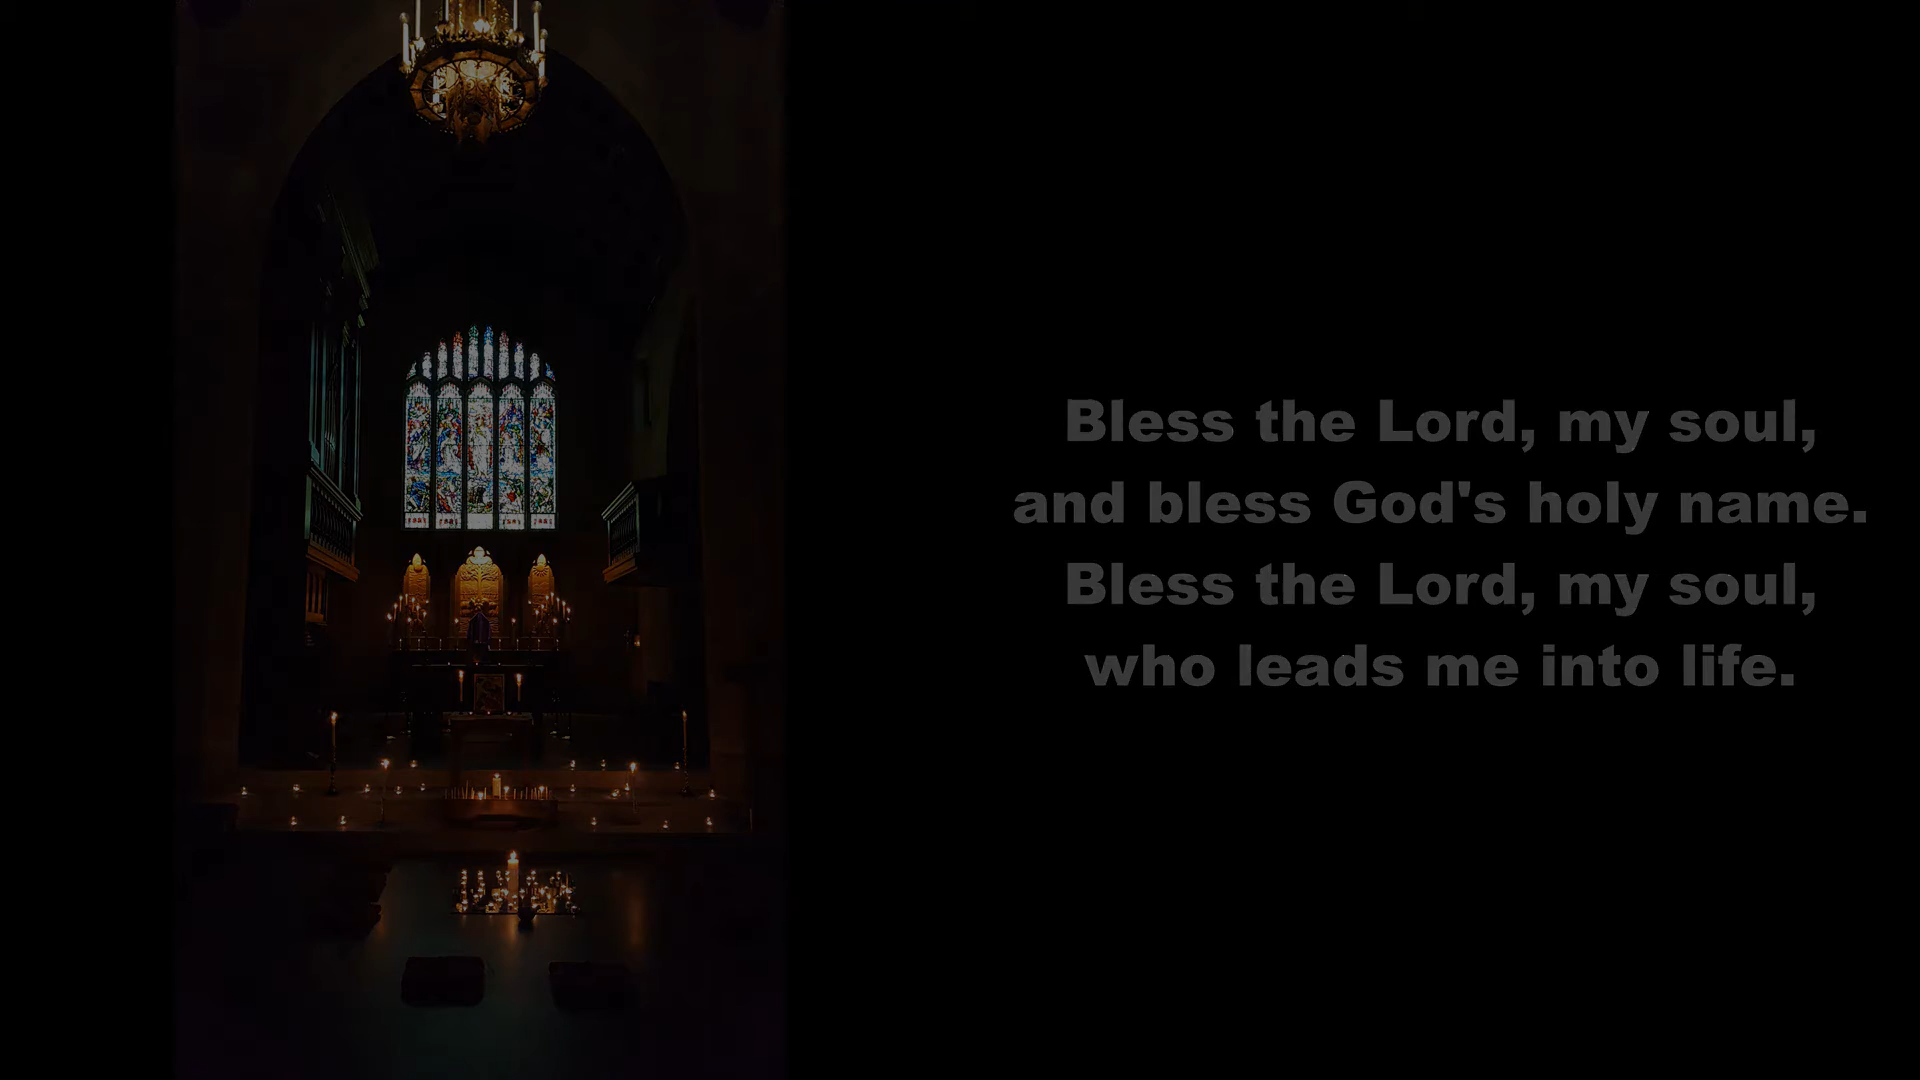 Bless the Lord, my soul,
and bless God's holy name.
Bless the Lord, my soul,
who leads me into life.